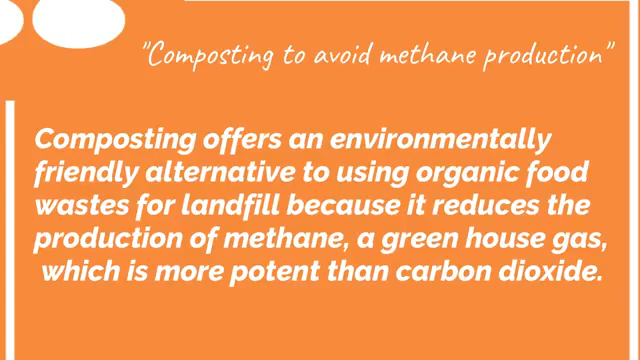 "Composting to avoid methane production"
Composting offers an environmentally
friendly alternative to using organic food
wastes for landfill because it reduces the
production of methane, a green house gas,
which is more potent than carbon dioxide.